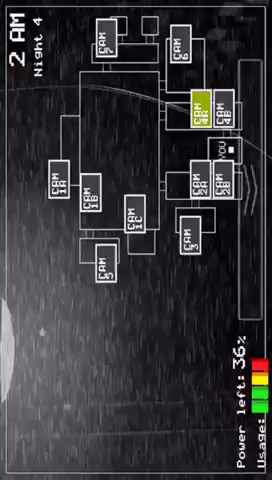 2 AM
Night 4
CAM 1A
CAM 1B
CAM 5
CAM 1C
CAM 3
CAM 2A
CAM 2B
YOU
CAM 4A
CAM 4B
CAM 6
CAM 7
Power left: 36%
Usage: